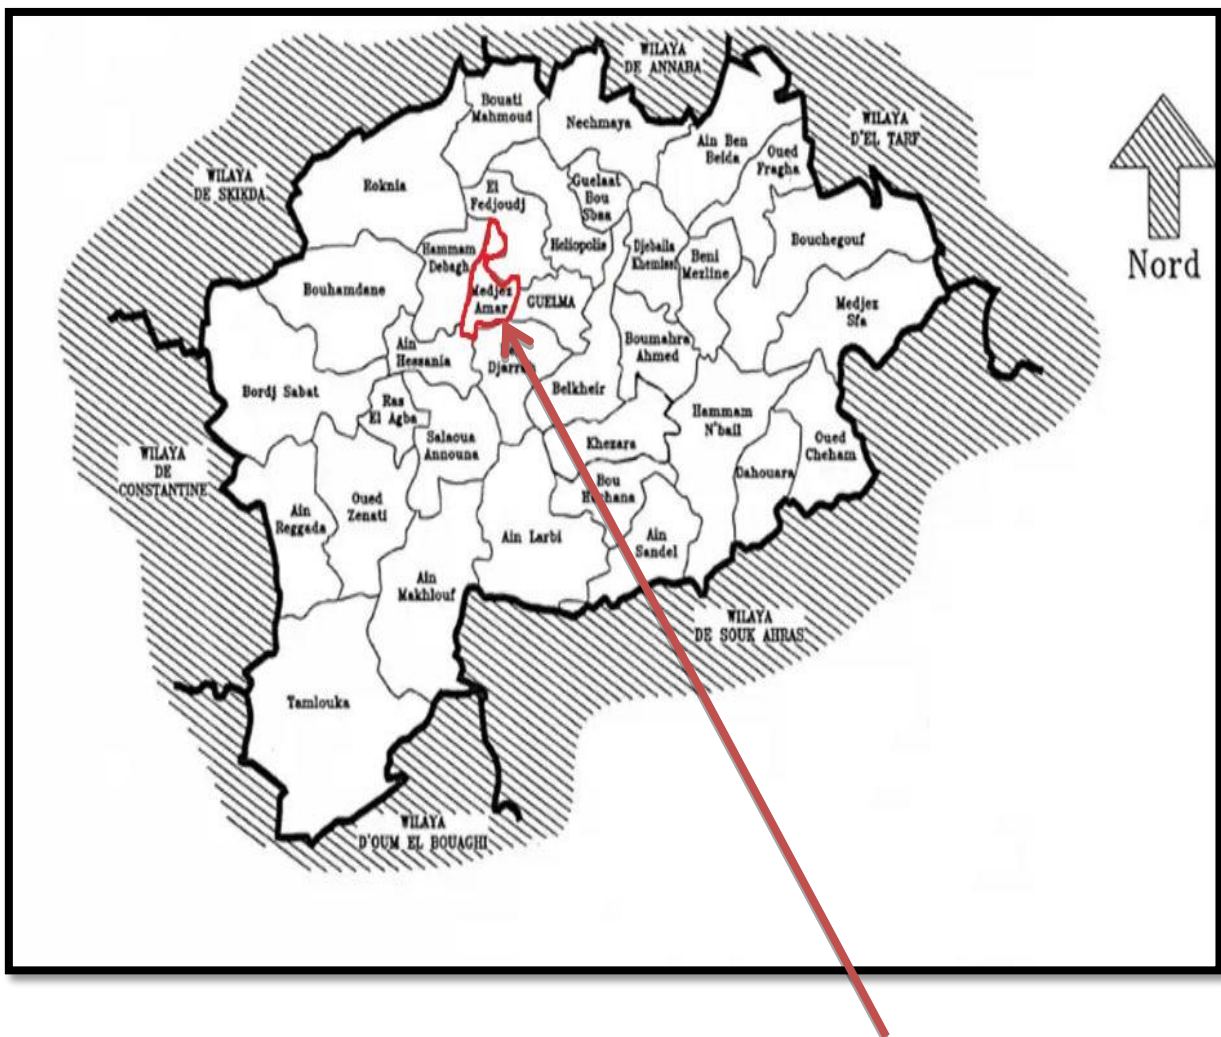 WILAYA
DE ANNABA
Bouati
Mahmoud
Nechmaya
WILAYA
D'EL TARF
Ain Ben
Beida
Oued
Fragha
WILAYA
DE SKIKDA
Roknia
El
Fedjoudj
Guelaat
Bou
Sbaa
Hammam
Debagh
Heliopolis
Djebaila
Khemissi
Beni
Mezline
Bouchegouf
Nord
Bouhamdane
Medjez
Amar
GUELMA
Medjez
Sfa
Ain
Hessania
Boumahra
Ahmed
Bordj Sabat
Belkheir
Ras
El Agba
Hammam
N'bail
Salaoua
Announa
Khezara
Oued
Cheham
WILAYA
DE
CONSTANTINE
Dahouara
Bou
Ain
Reggada
Oued
Zenati
Ain Larbi
Ain
Sandel
Ain
Makhlouf
WILAYA
DE SOUK AHRAS
Tamlouka
WILAYA
D'OUM EL BOUAGHI